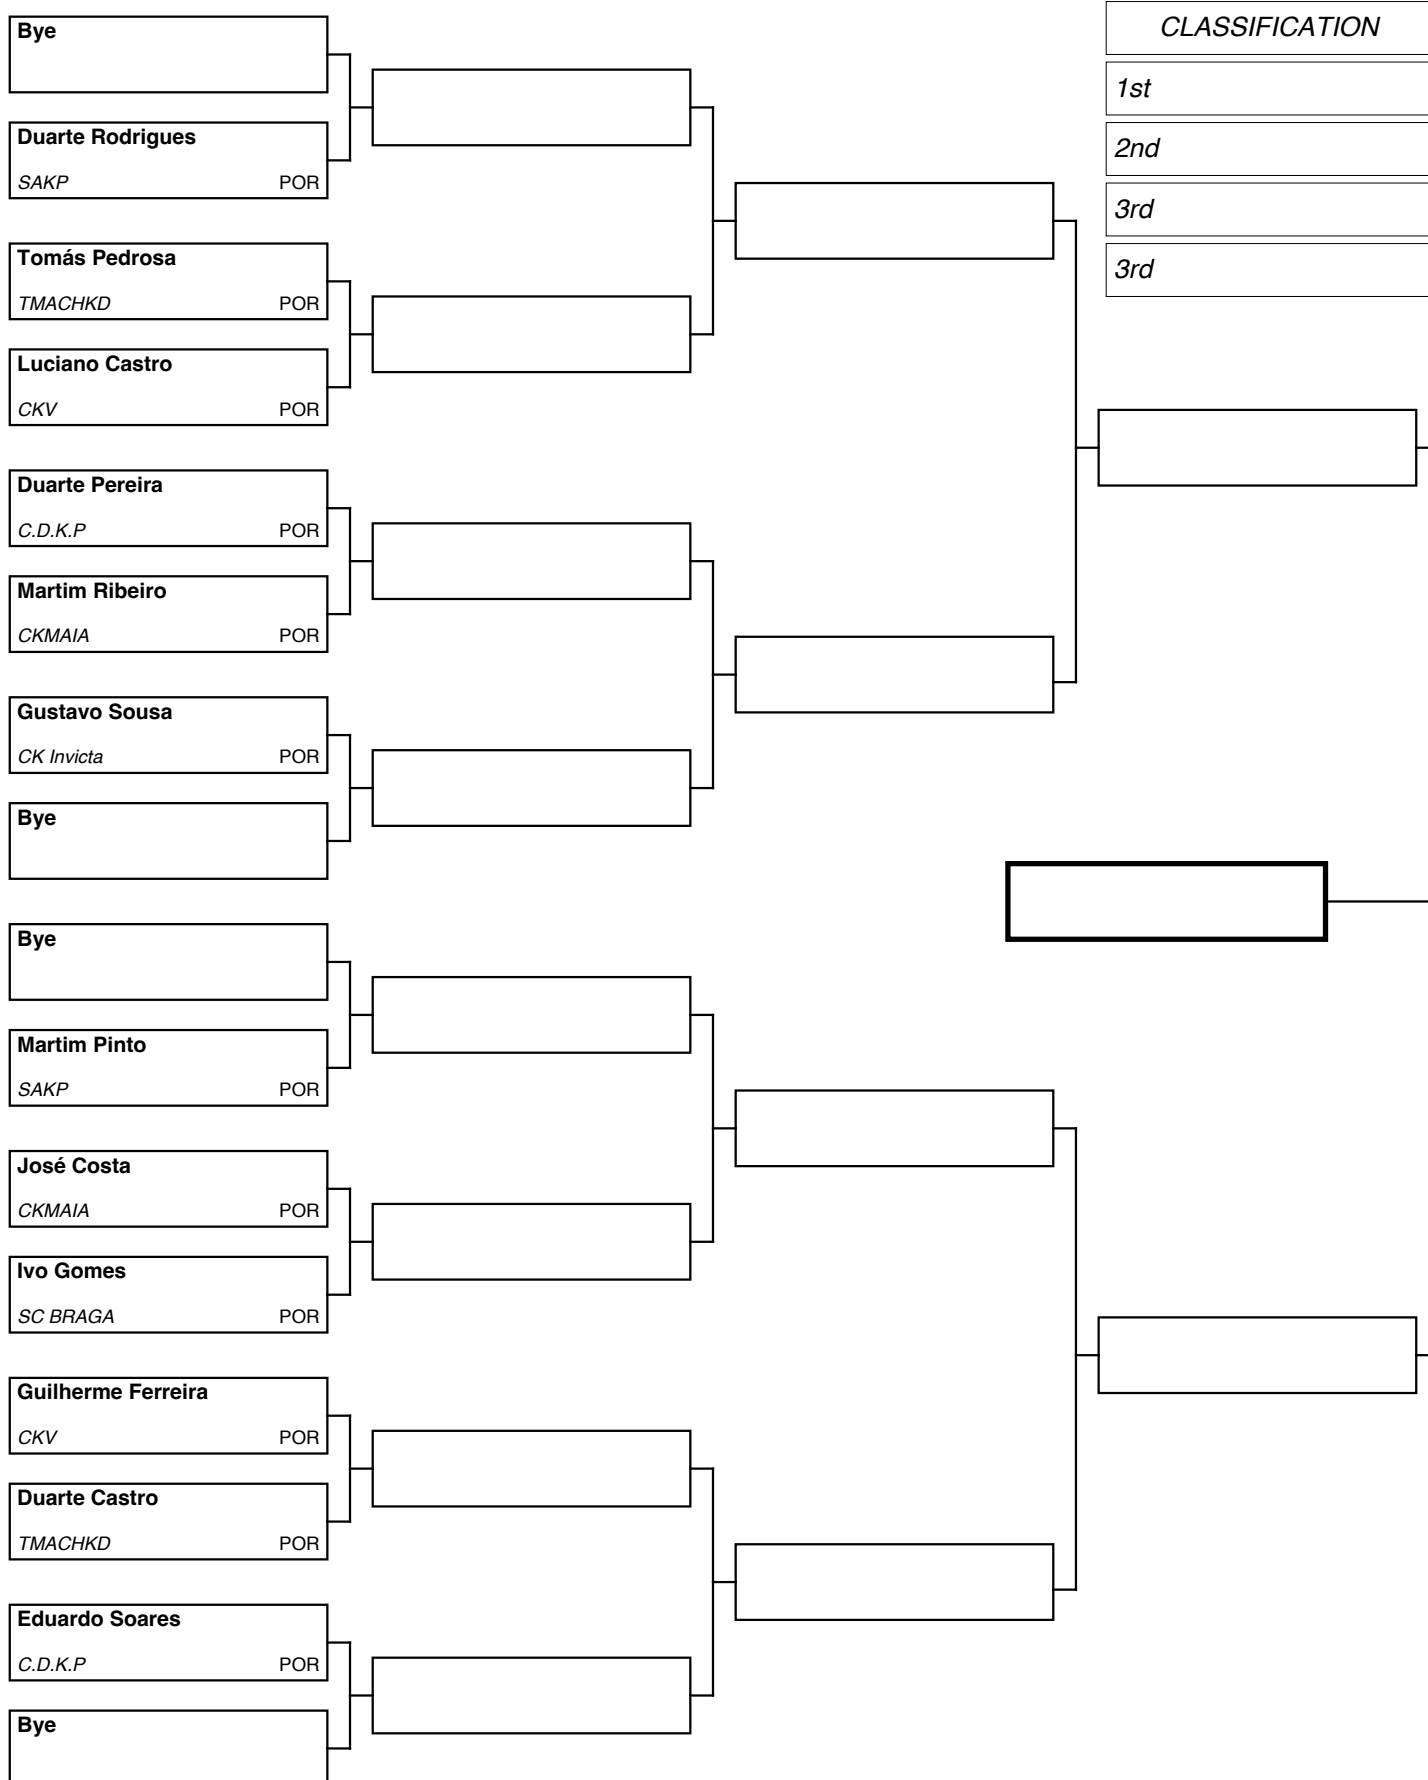 Bye
Duarte Rodrigues
SAKP POR
Tomás Pedrosa
TMACHKD POR
Luciano Castro
CKV POR
Duarte Pereira
C.D.K.P POR
Martim Ribeiro
CKMAIA POR
Gustavo Sousa
CK Invicta POR
Bye
Bye
Martim Pinto
SAKP POR
José Costa
CKMAIA POR
Ivo Gomes
SC BRAGA POR
Guilherme Ferreira
CKV POR
Duarte Castro
TMACHKD POR
Eduardo Soares
C.D.K.P POR
Bye
CLASSIFICATION
1st
2nd
3rd
3rd